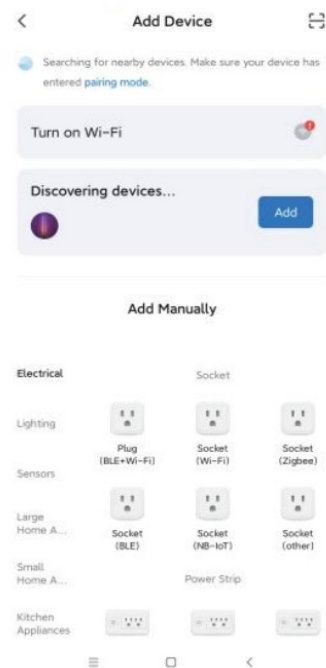 Add Device
Searching for nearby devices. Make sure your device has
entered pairing mode.
Turn on Wi-Fi
Discovering devices...
Add
Add Manually
Electrical
Lighting
Sensors
Large
Home A...
Small
Home A...
Kitchen
Appliances
Socket
Plug
(BLE+Wi-Fi)
Socket
(Wi-Fi)
Socket
(Zigbee)
Socket
(BLE)
Socket
(NB-IoT)
Socket
(other)
Power Strip